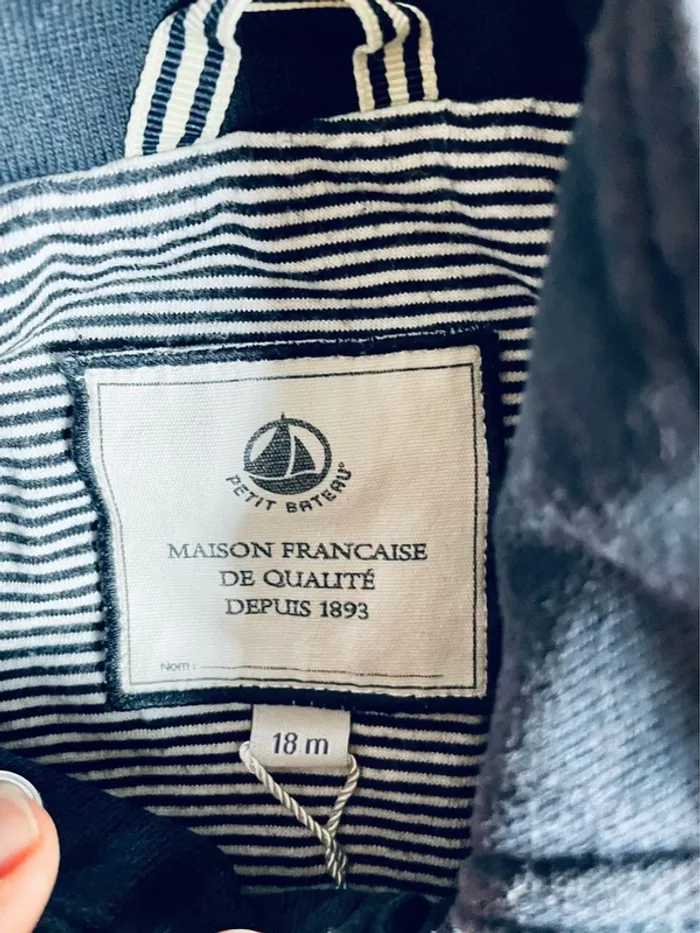 PETIT BATEAU®
MAISON FRANCAISE
DE QUALITÉ
DEPUIS 1893
Nom :
18 m